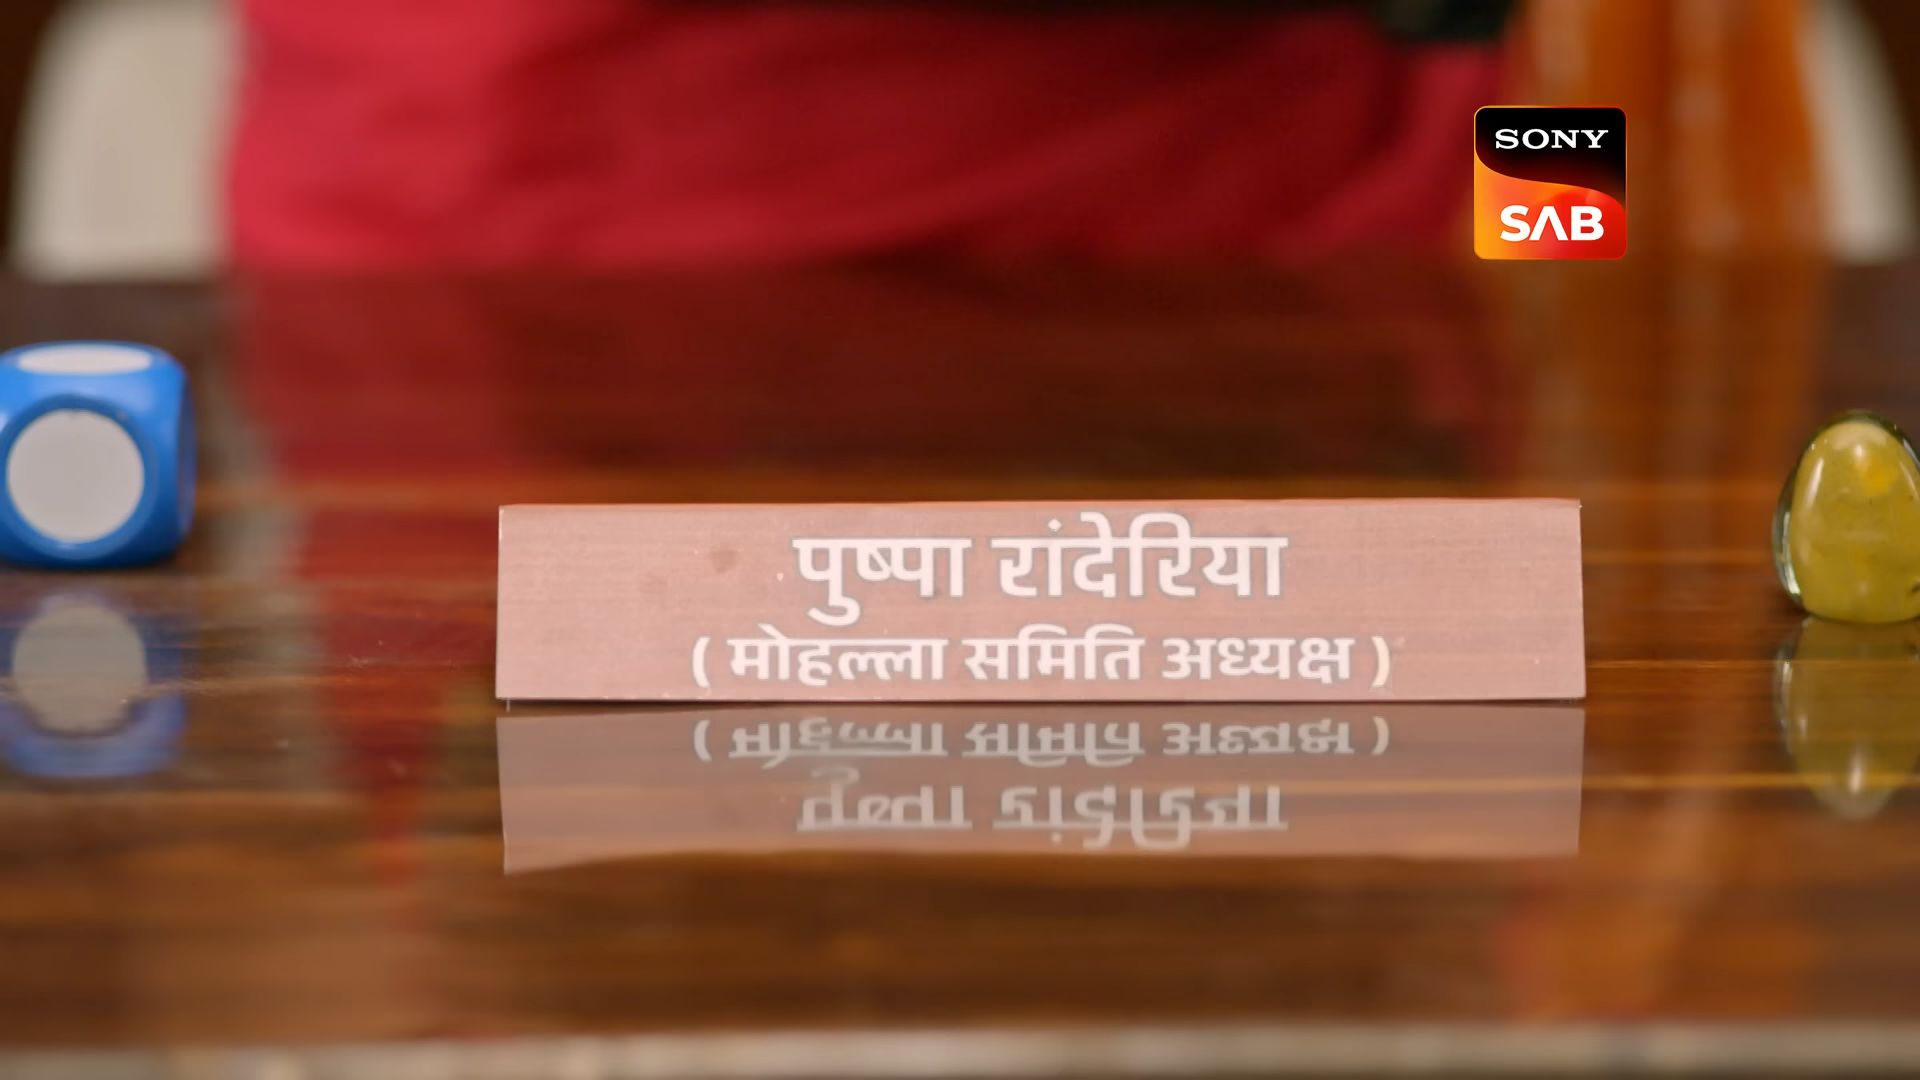 SONY
SAB
पुष्पा रांदेरिया
( मोहल्ला समिति अध्यक्ष )